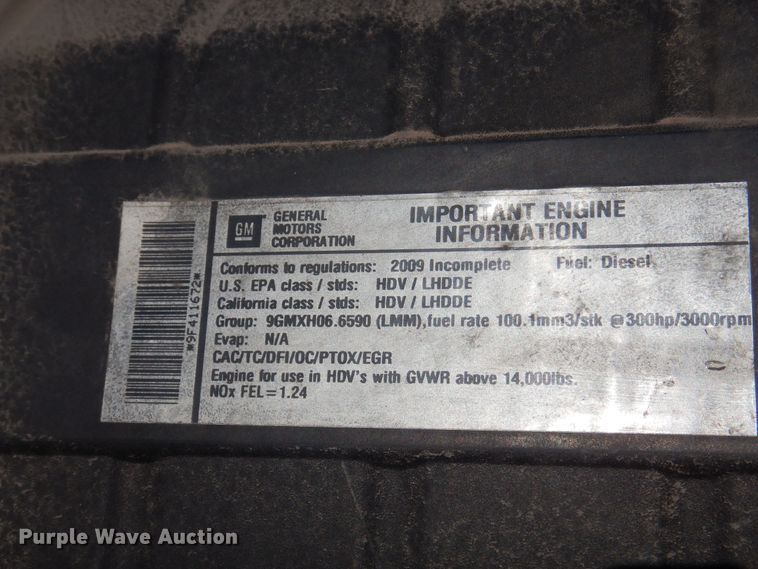 *9F411672*
GM
GENERAL
MOTORS
CORPORATION
IMPORTANT ENGINE
INFORMATION
Conforms to regulations: 2009 Incomplete Fuel: Diesel
U.S. EPA class / stds: HDV / LHDDE
California class / stds: HDV / LHDDE
Group: 9GMXH06.6590 (LMM),fuel rate 100.1mm3/stk @300hp/3000rpm
Evap: N/A
CAC/TC/DFI/OC/PTOX/EGR
Engine for use in HDV's with GVWR above 14,000lbs.
NOx FEL=1.24
Purple Wave Auction